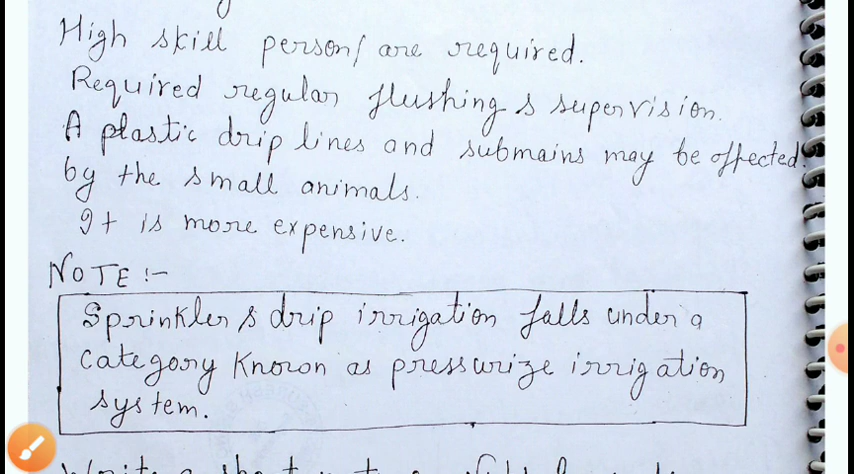 High skill person/ are required.
Required regular flushing & supervision.
A plastic drip lines and submains may be effected
by the small animals.
It is more expensive.
NOTE :-
Sprinkler & drip irrigation falls under a
category known as pressurize irrigation
system.